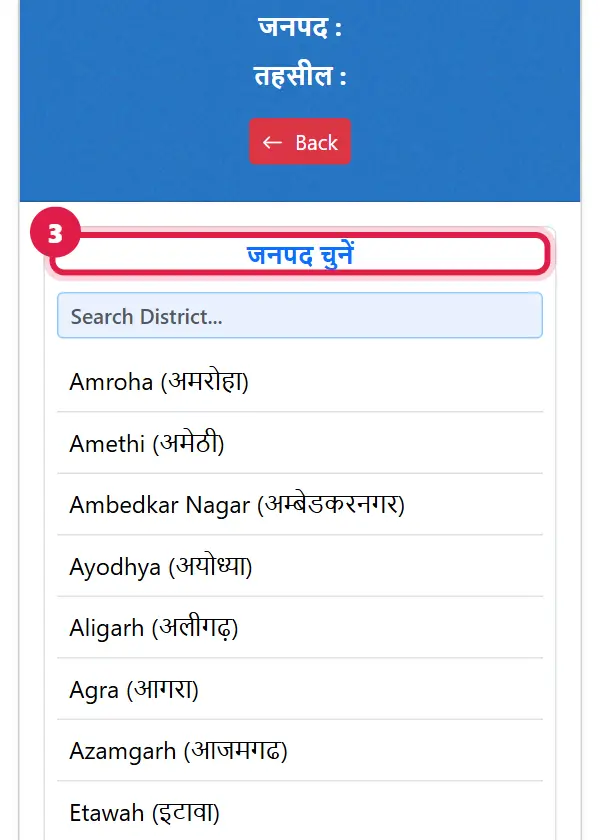 जनपद :
तहसील :
← Back
3
जनपद चुनें
Search District...
Amroha (अमरोहा)
Amethi (अमेठी)
Ambedkar Nagar (अम्बेडकरनगर)
Ayodhya (अयोध्या)
Aligarh (अलीगढ़)
Agra (आगरा)
Azamgarh (आजमगढ)
Etawah (इटावा)